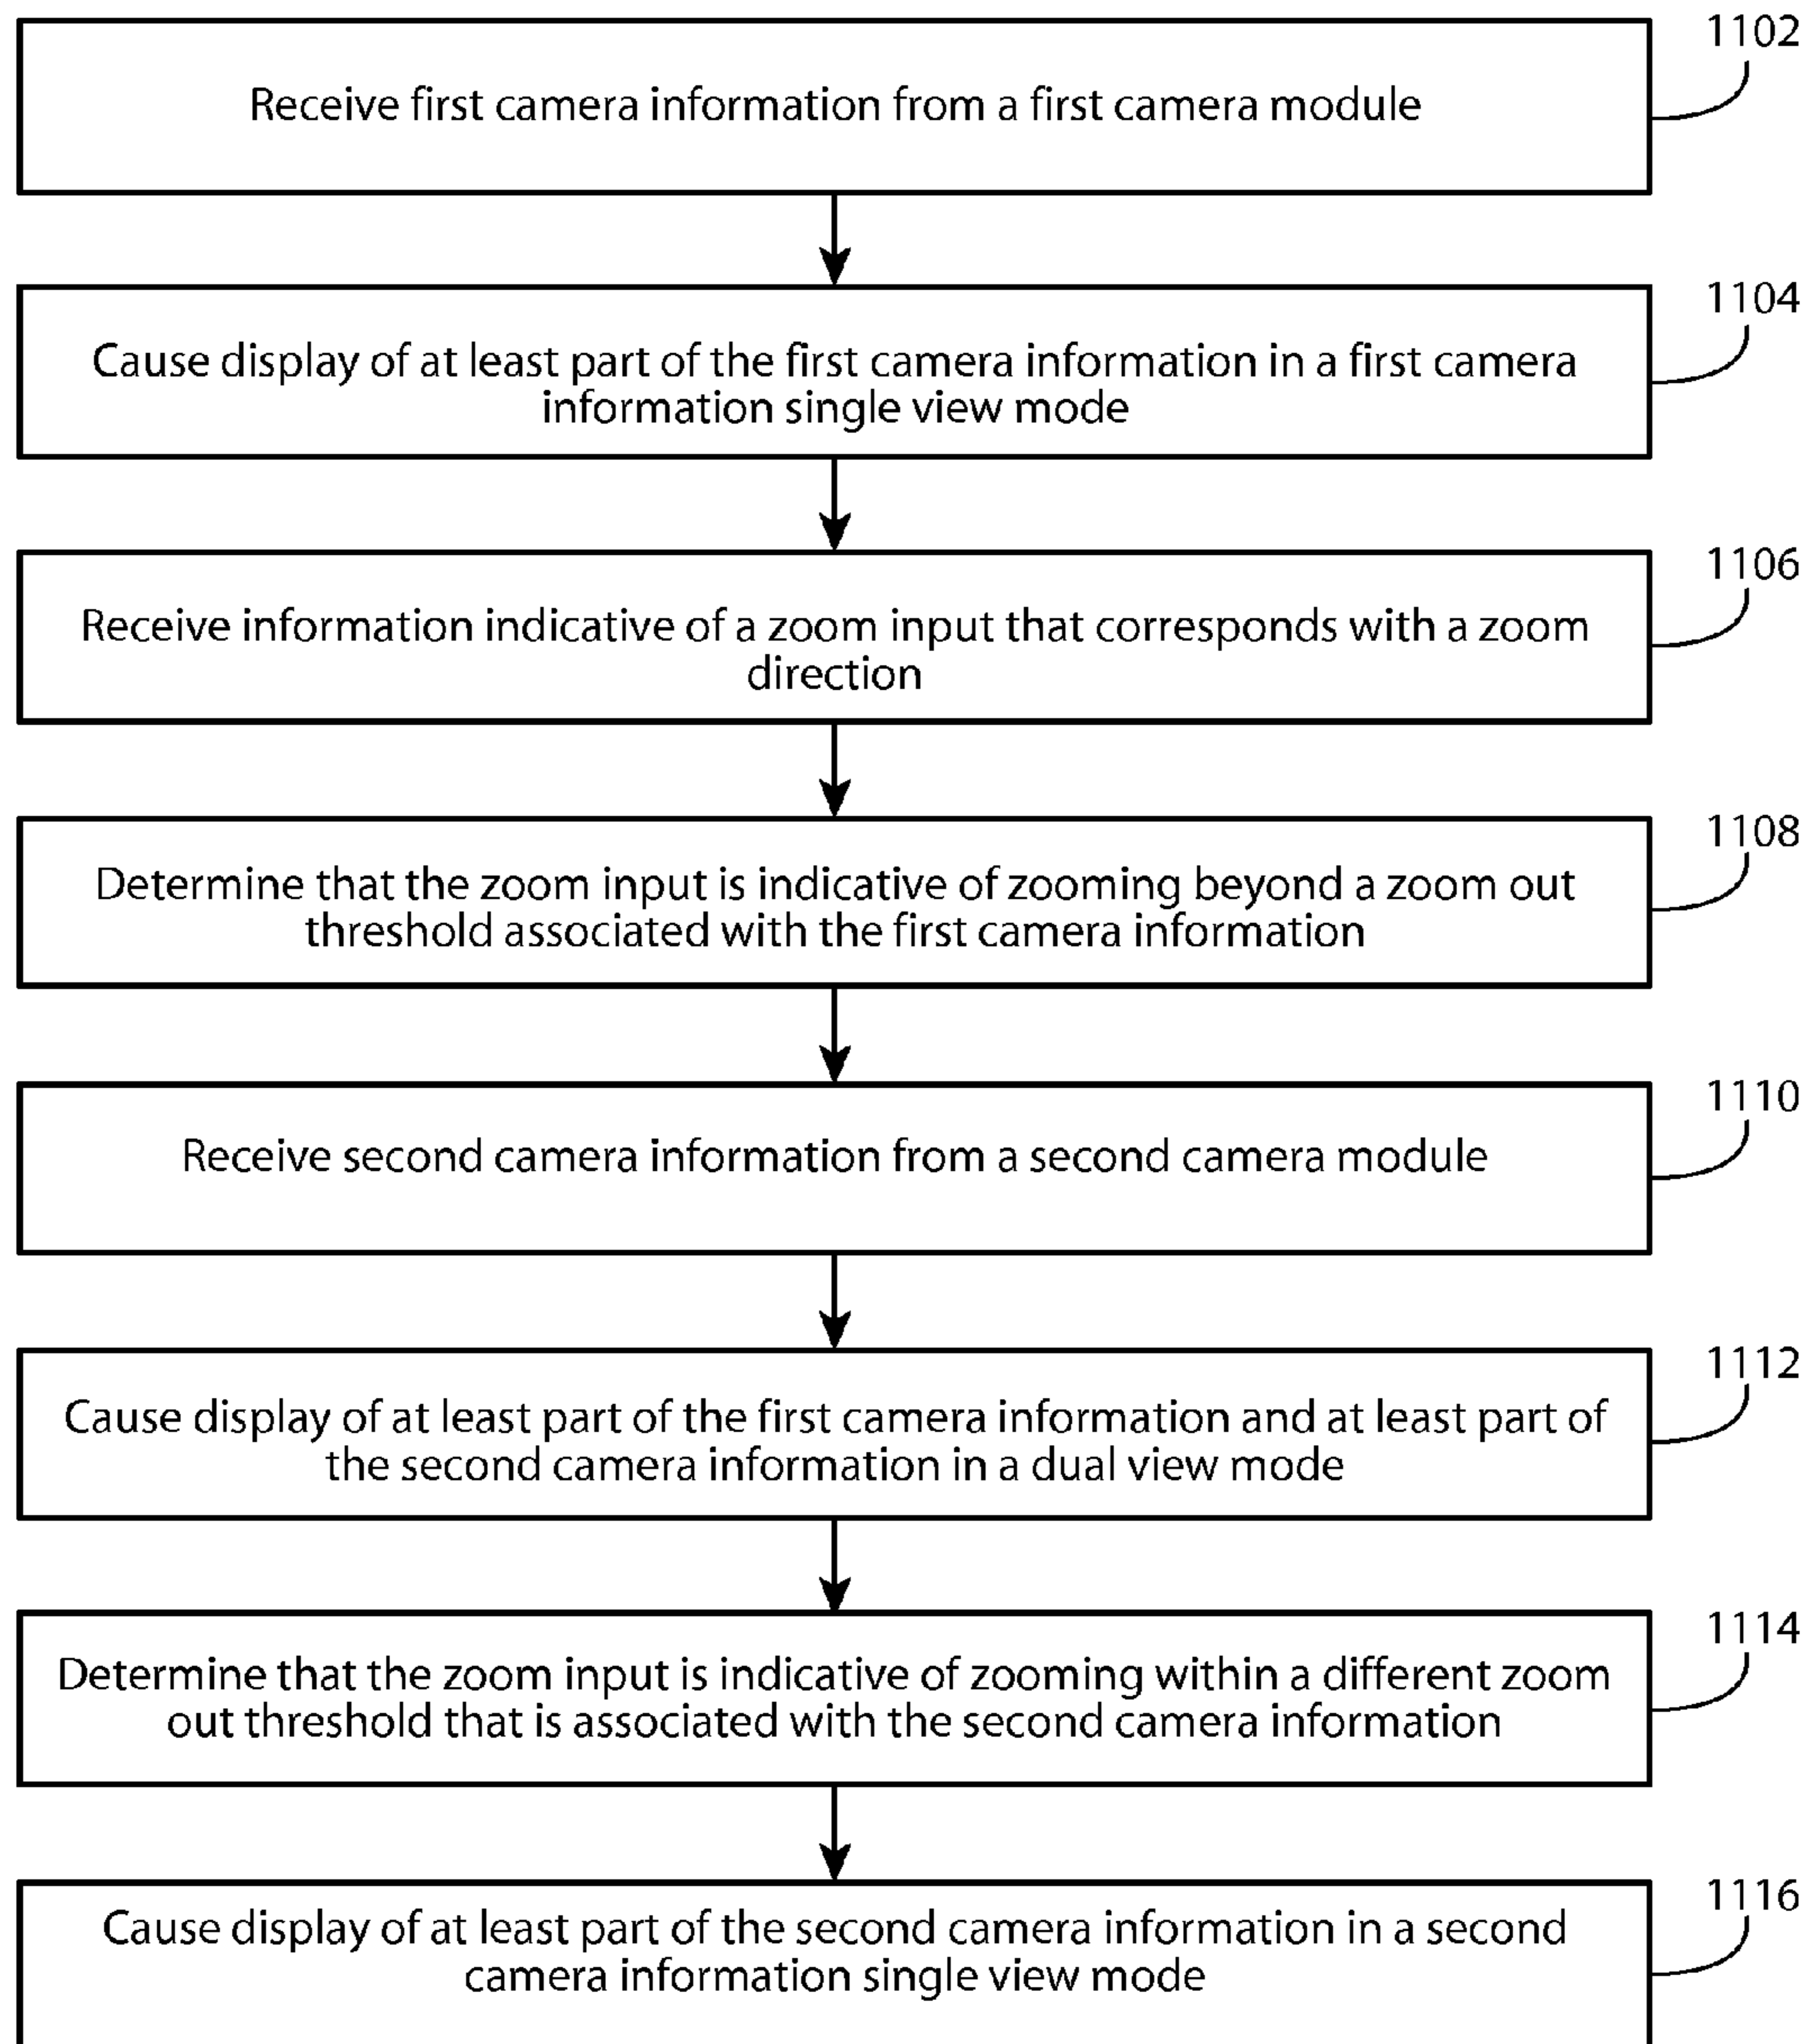 1102
Receive first camera information from a first camera module
1104
Cause display of at least part of the first camera information in a first camera
information single view mode
1106
Receive information indicative of a zoom input that corresponds with a zoom
direction
1108
Determine that the zoom input is indicative of zooming beyond a zoom out
threshold associated with the first camera information
1110
Receive second camera information from a second camera module
1112
Cause display of at least part of the first camera information and at least part of
the second camera information in a dual view mode
1114
Determine that the zoom input is indicative of zooming within a different zoom
out threshold that is associated with the second camera information
1116
Cause display of at least part of the second camera information in a second
camera information single view mode